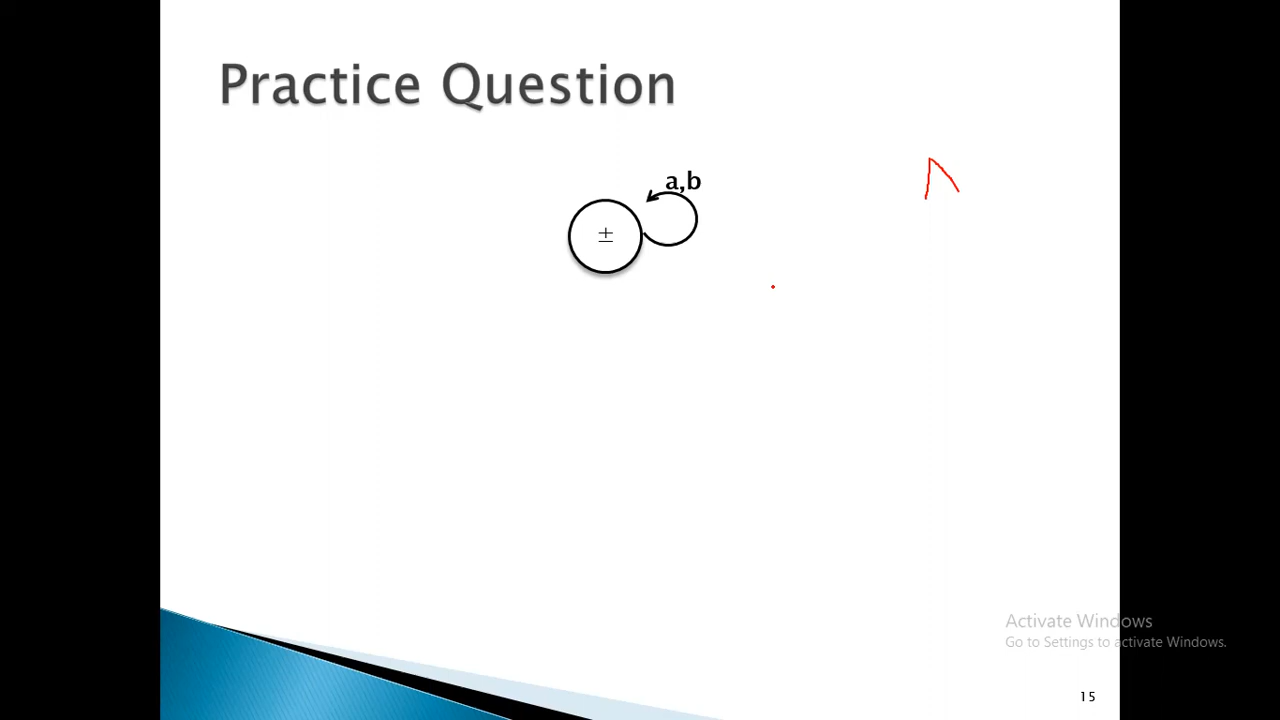 Practice Question
a,b
Λ
±
Activate Windows
Go to Settings to activate Windows.
15